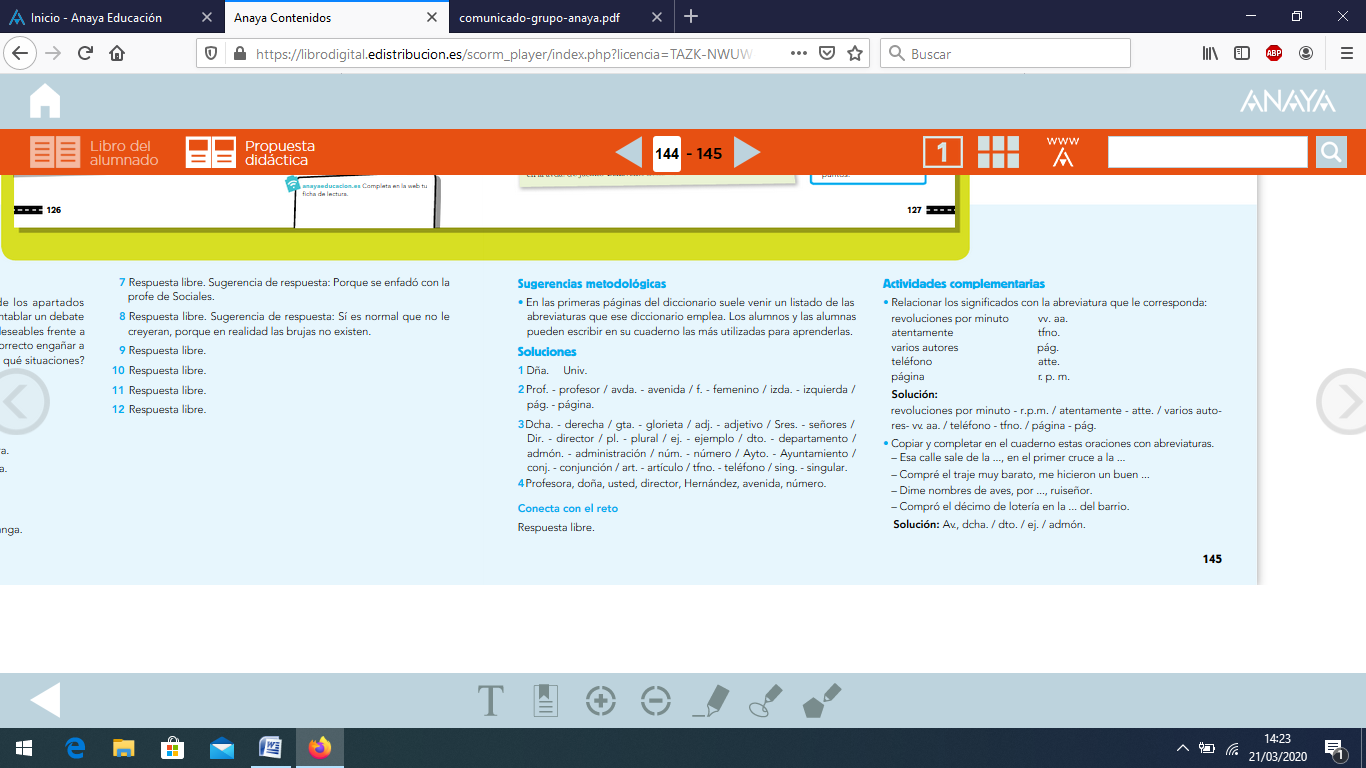 Inicio - Anaya Educación
Anaya Contenidos
comunicado-grupo-anaya.pdf
https://librodigital.edistribucion.es/scorm_player/index.php?licencia=TAZK-NWUW
Buscar
ABP
ANAYA
Libro del
alumnado
Propuesta
didáctica
144 - 145
1
WWW
anayaeducacion.es Completa en la web tu
ficha de lectura.
puntos.
126
127
de los apartados
ntablar un debate
deseables frente a
orrecto engañar a
qué situaciones?
ra.
a.
anga.
7 Respuesta libre. Sugerencia de respuesta: Porque se enfadó con la
profe de Sociales.
8 Respuesta libre. Sugerencia de respuesta: Sí es normal que no le
creyeran, porque en realidad las brujas no existen.
9 Respuesta libre.
10 Respuesta libre.
11 Respuesta libre.
12 Respuesta libre.
Sugerencias metodológicas
• En las primeras páginas del diccionario suele venir un listado de las
abreviaturas que ese diccionario emplea. Los alumnos y las alumnas
pueden escribir en su cuaderno las más utilizadas para aprenderlas.
Soluciones
1 Dña. Univ.
2 Prof. - profesor / avda. - avenida / f. - femenino / izda. - izquierda /
pág. - página.
3 Dcha. - derecha / gta. - glorieta / adj. - adjetivo / Sres. - señores /
Dir. - director / pl. - plural / ej. - ejemplo / dto. - departamento /
admón. - administración / núm. - número / Ayto. - Ayuntamiento /
conj. - conjunción / art. - artículo / tfno. - teléfono / sing. - singular.
4 Profesora, doña, usted, director, Hernández, avenida, número.
Conecta con el reto
Respuesta libre.
Actividades complementarias
• Relacionar los significados con la abreviatura que le corresponda:
revoluciones por minuto vv. aa.
atentamente tfno.
varios autores pág.
teléfono atte.
página r. p. m.
Solución:
revoluciones por minuto - r.p.m. / atentamente - atte. / varios auto-
res- vv. aa. / teléfono - tfno. / página - pág.
• Copiar y completar en el cuaderno estas oraciones con abreviaturas.
– Esa calle sale de la ..., en el primer cruce a la ...
– Compré el traje muy barato, me hicieron un buen ...
– Dime nombres de aves, por ..., ruiseñor.
– Compró el décimo de lotería en la ... del barrio.
Solución: Av., dcha. / dto. / ej. / admón.
145
T
14:23
21/03/2020
1